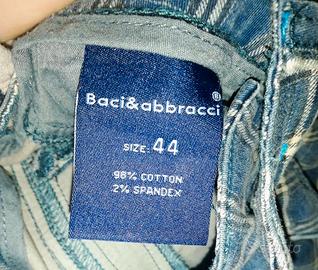 Baci&abbracci®
SIZE: 44
98% COTTON
2% SPANDEX